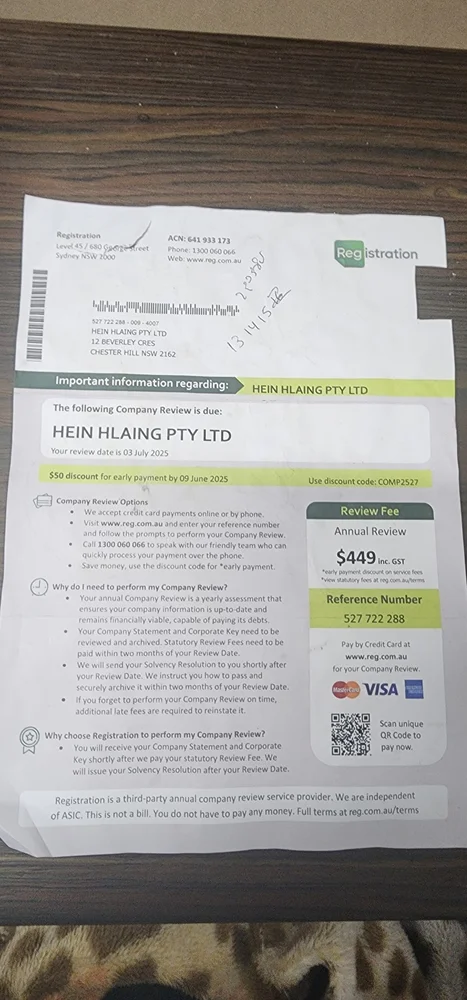 Registration
Level 45 / 680 George Street
Sydney NSW 2000
ACN: 641 933 173
Phone: 1300 060 066
Web: www.reg.com.au
Registration
527 722 288 - 008 - 4007
HEIN HLAING PTY LTD
12 BEVERLEY CRES
CHESTER HILL NSW 2162
Important information regarding:
HEIN HLAING PTY LTD
The following Company Review is due:
HEIN HLAING PTY LTD
Your review date is 03 July 2025
$50 discount for early payment by 09 June 2025
Use discount code: COMP2527
Company Review Options
• We accept credit card payments online or by phone.
• Visit www.reg.com.au and enter your reference number
and follow the prompts to perform your Company Review.
• Call 1300 060 066 to speak with our friendly team who can
quickly process your payment over the phone.
• Save money, use the discount code for *early payment.
Why do I need to perform my Company Review?
• Your annual Company Review is a yearly assessment that
ensures your company information is up-to-date and
remains financially viable, capable of paying its debts.
• Your Company Statement and Corporate Key need to be
reviewed and archived. Statutory Review Fees need to be
paid within two months of your Review Date.
• We will send your Solvency Resolution to you shortly after
your Review Date. We instruct you how to pass and
securely archive it within two months of your Review Date.
• If you forget to perform your Company Review on time,
additional late fees are required to reinstate it.
Why choose Registration to perform my Company Review?
• You will receive your Company Statement and Corporate
Key shortly after we pay your statutory Review Fee. We
will issue your Solvency Resolution after your Review Date.
Review Fee
Annual Review
$449 inc. GST
*early payment discount on service fees
*view statutory fees at reg.com.au/terms
Reference Number
527 722 288
Pay by Credit Card at
www.reg.com.au
for your Company Review.
MasterCard VISA
Scan unique
QR Code to
pay now.
Registration is a third-party annual company review service provider. We are independent
of ASIC. This is not a bill. You do not have to pay any money. Full terms at reg.com.au/terms